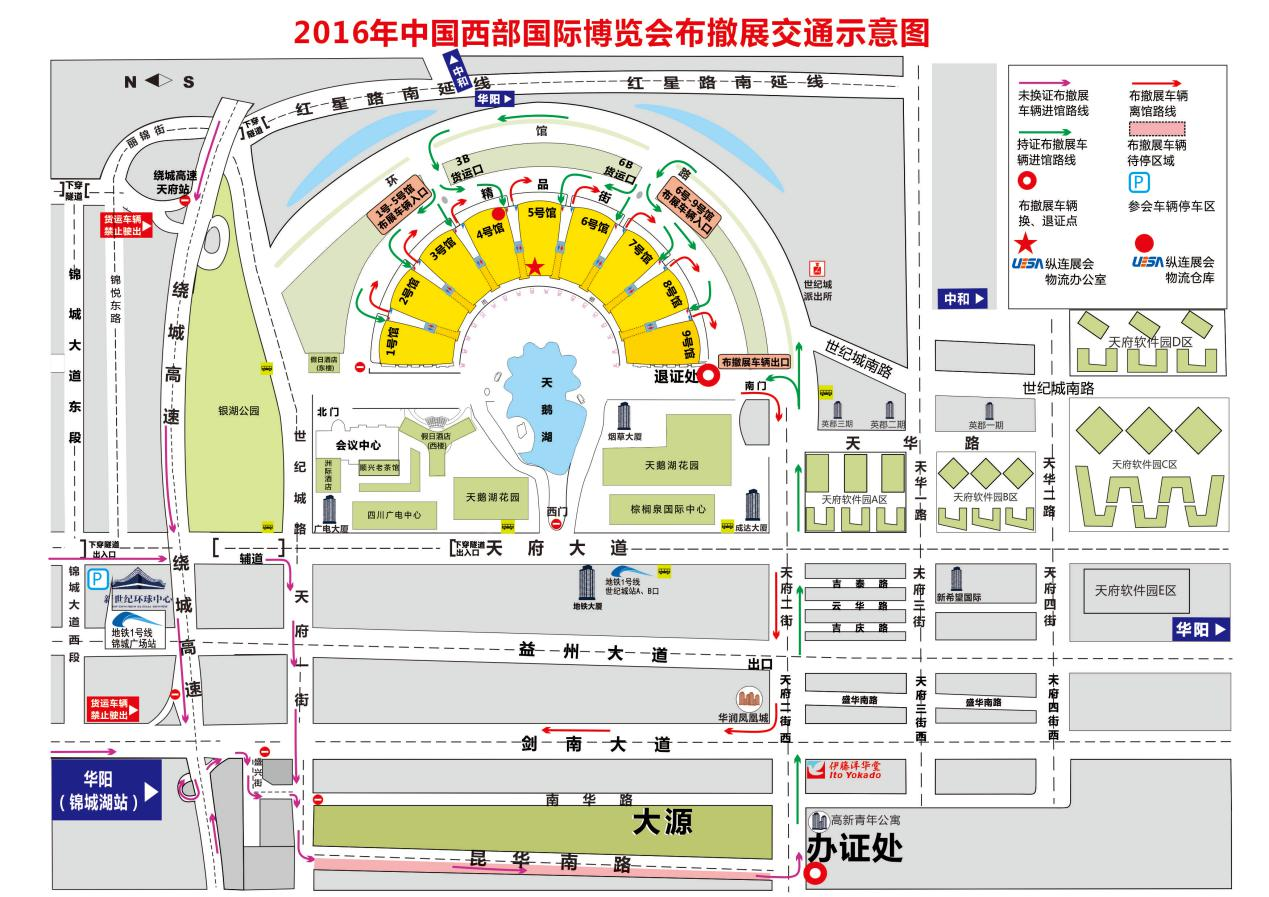 2016年中国西部国际博览会布撤展交通示意图
N S
中和
华阳
红星路南延线
红星路南延线
下穿
隧道
丽锦街
绕城高速
天府站
下穿
隧道
货运车辆
禁止驶出
锦城大道东段
锦悦东路
绕城高速
银湖公园
世纪城路
环馆路
3B
货运口
6B
货运口
精品街
1号-5号馆
布展车辆入口
6号-9号馆
布展车辆入口
1号馆
2号馆
3号馆
4号馆
5号馆
6号馆
7号馆
8号馆
9号馆
世纪城
派出所
假日酒店
(东楼)
退证处
布撤展车辆出口
南门
世纪城南路
未换证布撤展
车辆进馆路线
布撤展车辆
离馆路线
持证布撤展车
辆进馆路线
布撤展车辆
待停区域
P
布撤展车辆
换、退证点
参会车辆停车区
UESA纵连展会
物流办公室
UESA纵连展会
物流仓库
中和
天府软件园D区
世纪城南路
北门
会议中心
假日酒店
(西楼)
洲际酒店
顺兴老茶馆
广电大厦
四川广电中心
天鹅湖花园
天鹅湖
西门
烟草大厦
天鹅湖花园
棕榈泉国际中心
成达大厦
英郡三期
英郡二期
英郡一期
天华路
天府软件园A区
天华一路
天府软件园B区
天华二路
天府软件园C区
下穿隧道
出入口
辅道
下穿隧道
出入口
天府大道
锦城大道西段
P
新世纪环球中心
地铁1号线
锦城广场站
绕城高速
天府一街
地铁大厦
地铁1号线
世纪城站A、B口
天府二街
吉泰路
云华路
吉庆路
天府三街
新希望国际
天府四街
天府软件园E区
华阳
益州大道
出口
货运车辆
禁止驶出
华润凤凰城
天府二街西
盛华南路
天府三街西
盛华南路
天府四街西
剑南大道
华阳
(锦城湖站)
盛兴街
南华路
大源
昆华南路
伊藤洋华堂
Ito Yokado
高新青年公寓
办证处